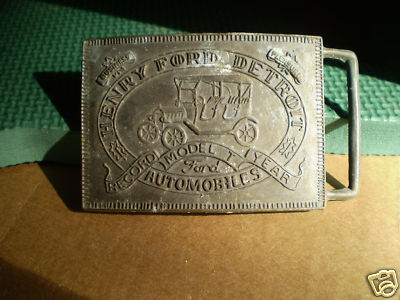 HENRY FORD DETROIT
RECORD MODEL T YEAR
Ford
AUTOMOBILES